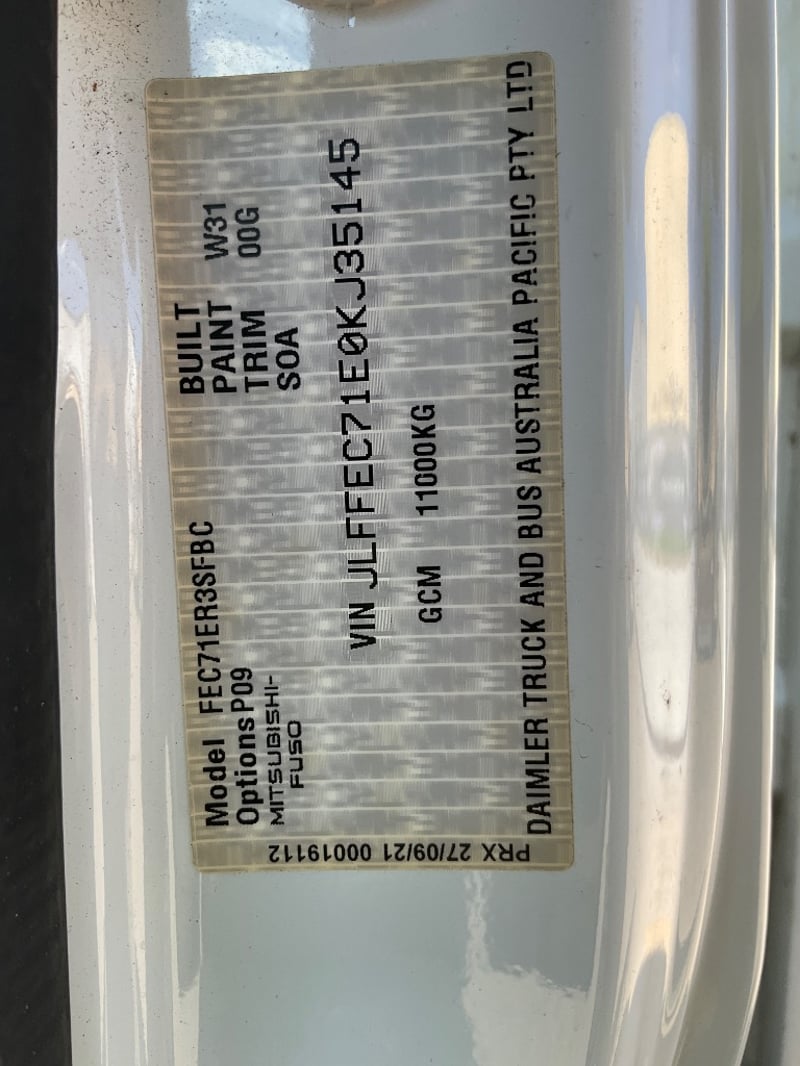 Model FEC71ER3SFBC
Options P09
MITSUBISHI-
FUSO
BUILT
PAINT W31
TRIM 00G
SOA
VIN JLFFEC71E0KJ35145
GCM 11000KG
DAIMLER TRUCK AND BUS AUSTRALIA PACIFIC PTY LTD
PRX 27/09/21 00019112